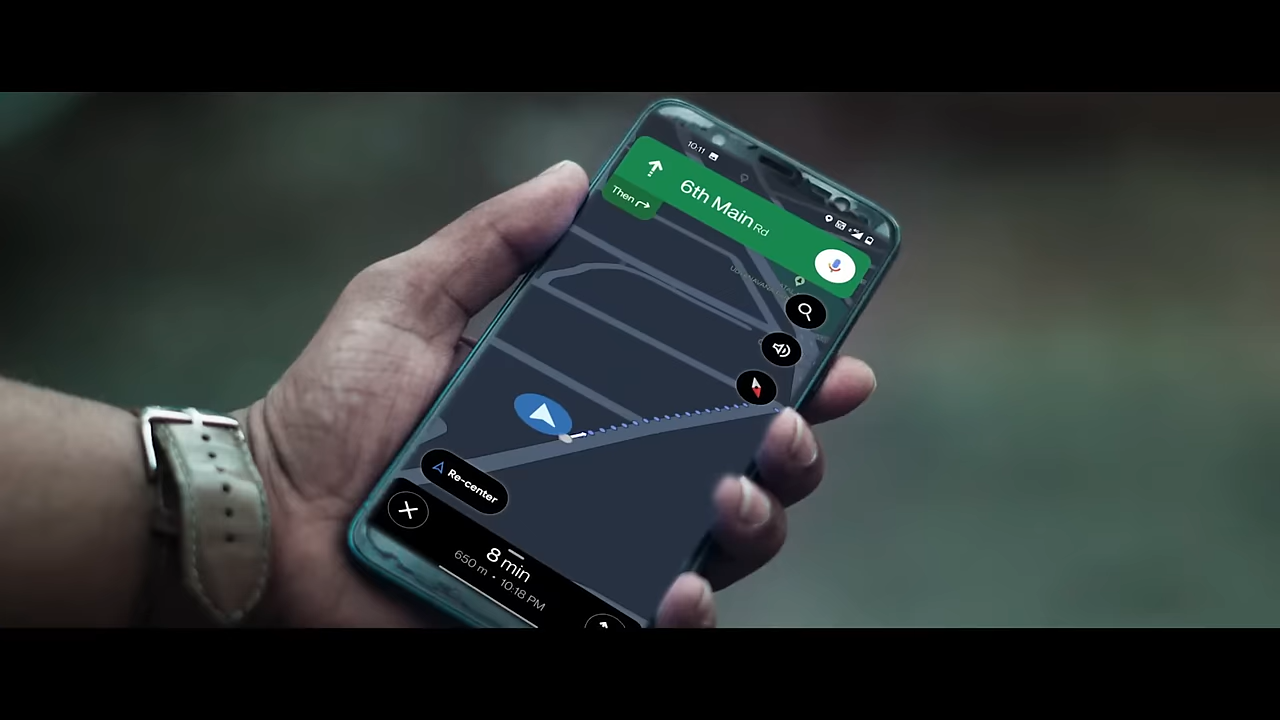 10:11
6th Main Rd
Then
Re-center
8 min
650 m • 10:18 PM